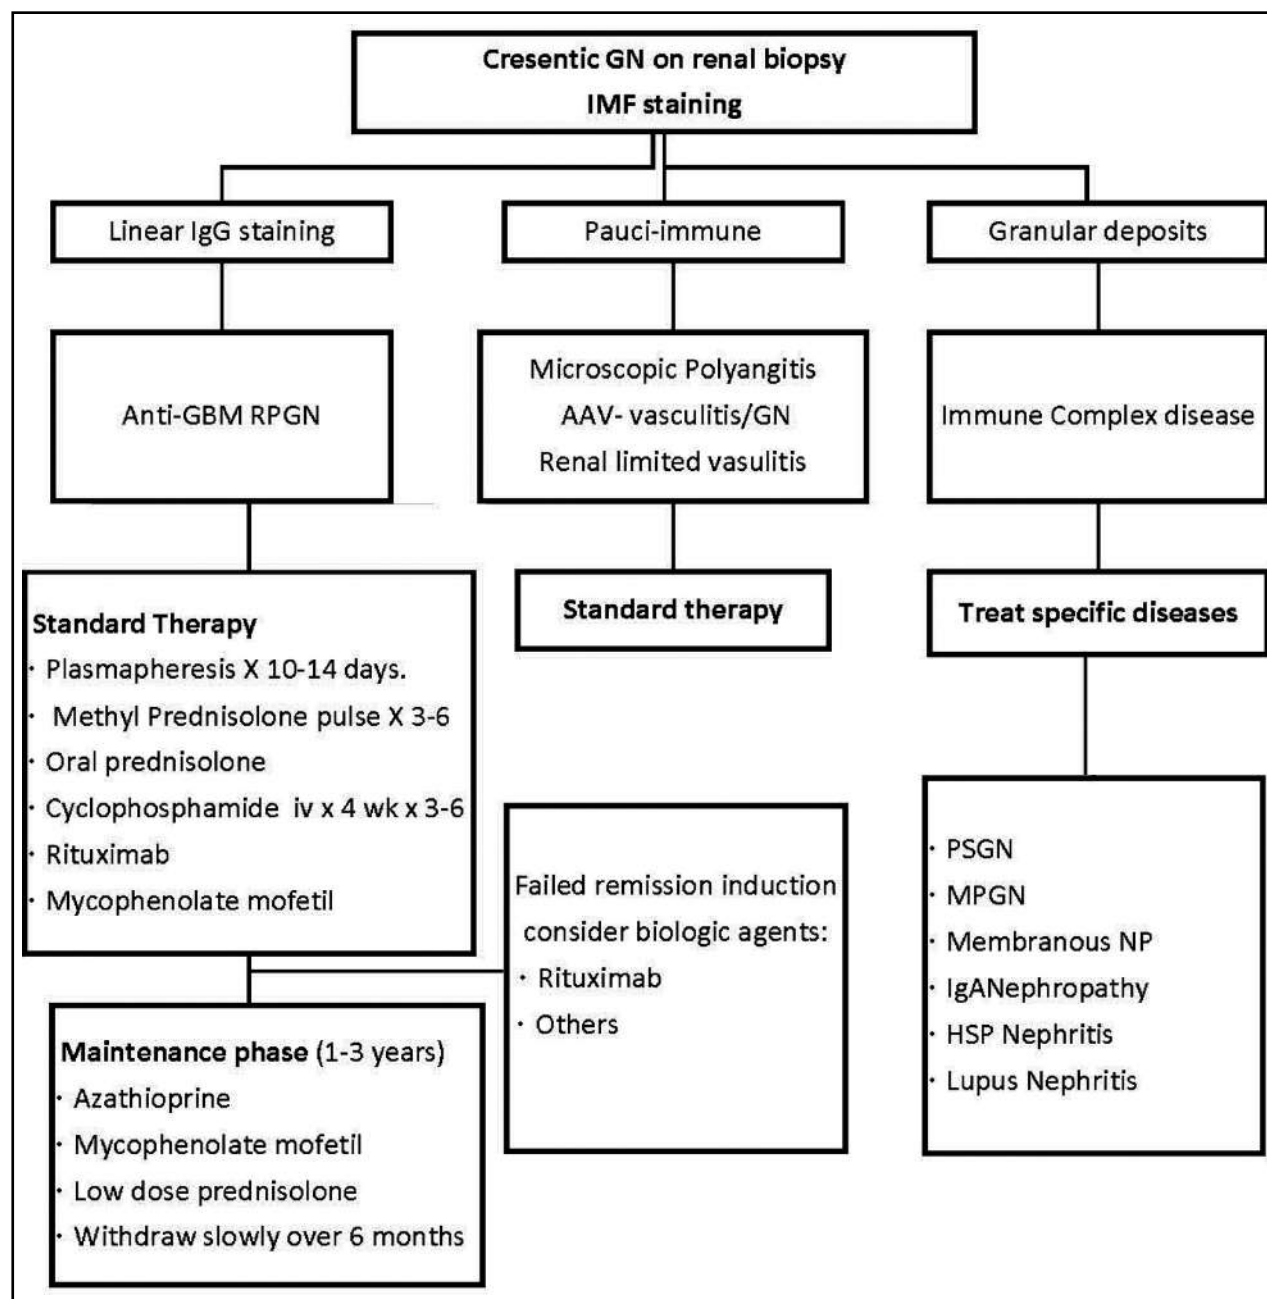 Cresentic GN on renal biopsy
IMF staining
Linear IgG staining
Pauci-immune
Granular deposits
Anti-GBM RPGN
Microscopic Polyangitis
AAV- vasculitis/GN
Renal limited vasulitis
Immune Complex disease
Standard Therapy
· Plasmapheresis X 10-14 days.
· Methyl Prednisolone pulse X 3-6
· Oral prednisolone
· Cyclophosphamide iv x 4 wk x 3-6
· Rituximab
· Mycophenolate mofetil
Standard therapy
Treat specific diseases
Failed remission induction
consider biologic agents:
· Rituximab
· Others
· PSGN
· MPGN
· Membranous NP
· IgANephropathy
· HSP Nephritis
· Lupus Nephritis
Maintenance phase (1-3 years)
· Azathioprine
· Mycophenolate mofetil
· Low dose prednisolone
· Withdraw slowly over 6 months